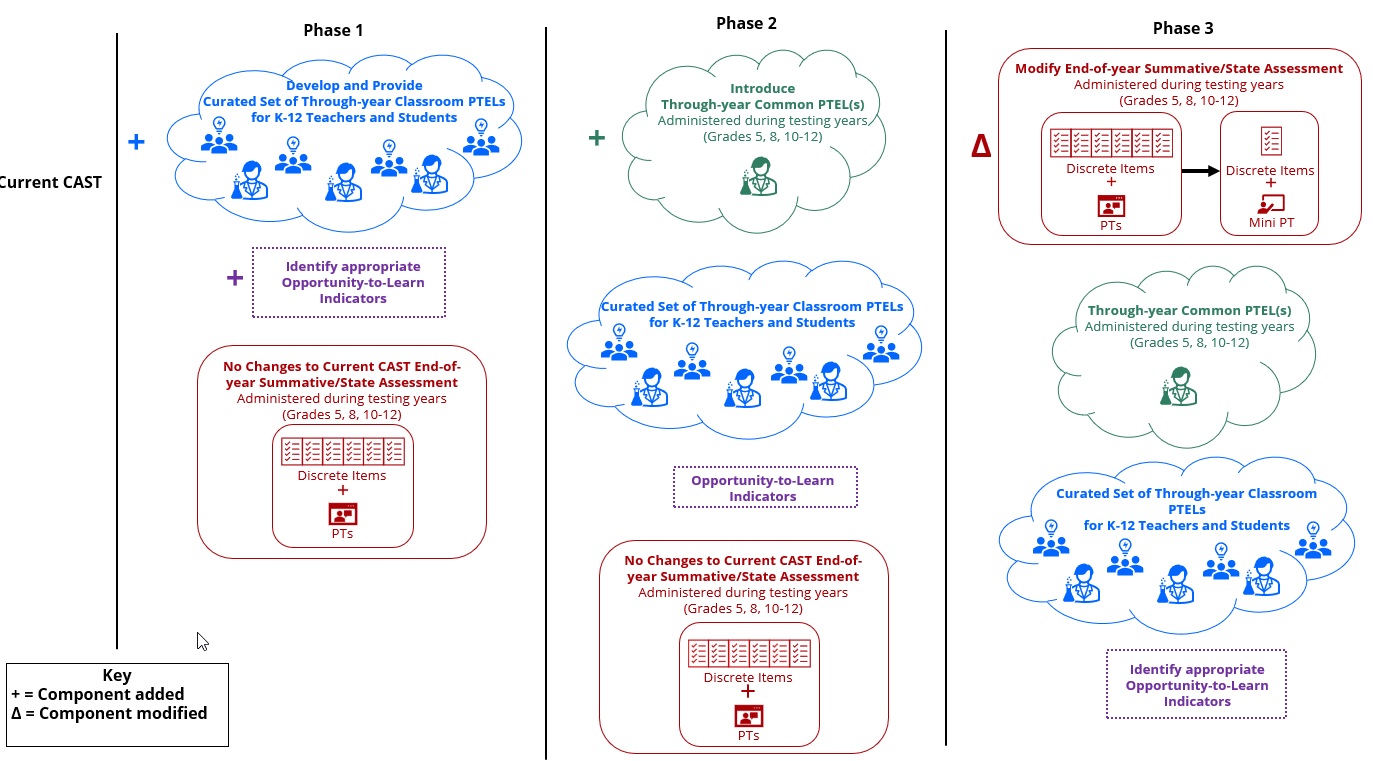 Current CAST
Key
+ = Component added
Δ = Component modified
Phase 1
+
Develop and Provide
Curated Set of Through-year Classroom PTELs
for K-12 Teachers and Students
+
Identify appropriate
Opportunity-to-Learn
Indicators
No Changes to Current CAST End-of-
year Summative/State Assessment
Administered during testing years
(Grades 5, 8, 10-12)
Discrete Items
+
PTs
Phase 2
+
Introduce
Through-year Common PTEL(s)
Administered during testing years
(Grades 5, 8, 10-12)
Curated Set of Through-year Classroom PTELs
for K-12 Teachers and Students
Opportunity-to-Learn
Indicators
No Changes to Current CAST End-of-
year Summative/State Assessment
Administered during testing years
(Grades 5, 8, 10-12)
Discrete Items
+
PTs
Phase 3
Δ
Modify End-of-year Summative/State Assessment
Administered during testing years
(Grades 5, 8, 10-12)
Discrete Items
+
PTs
Discrete Items
+
Mini PT
Through-year Common PTEL(s)
Administered during testing years
(Grades 5, 8, 10-12)
Curated Set of Through-year Classroom
PTELs
for K-12 Teachers and Students
Identify appropriate
Opportunity-to-Learn
Indicators